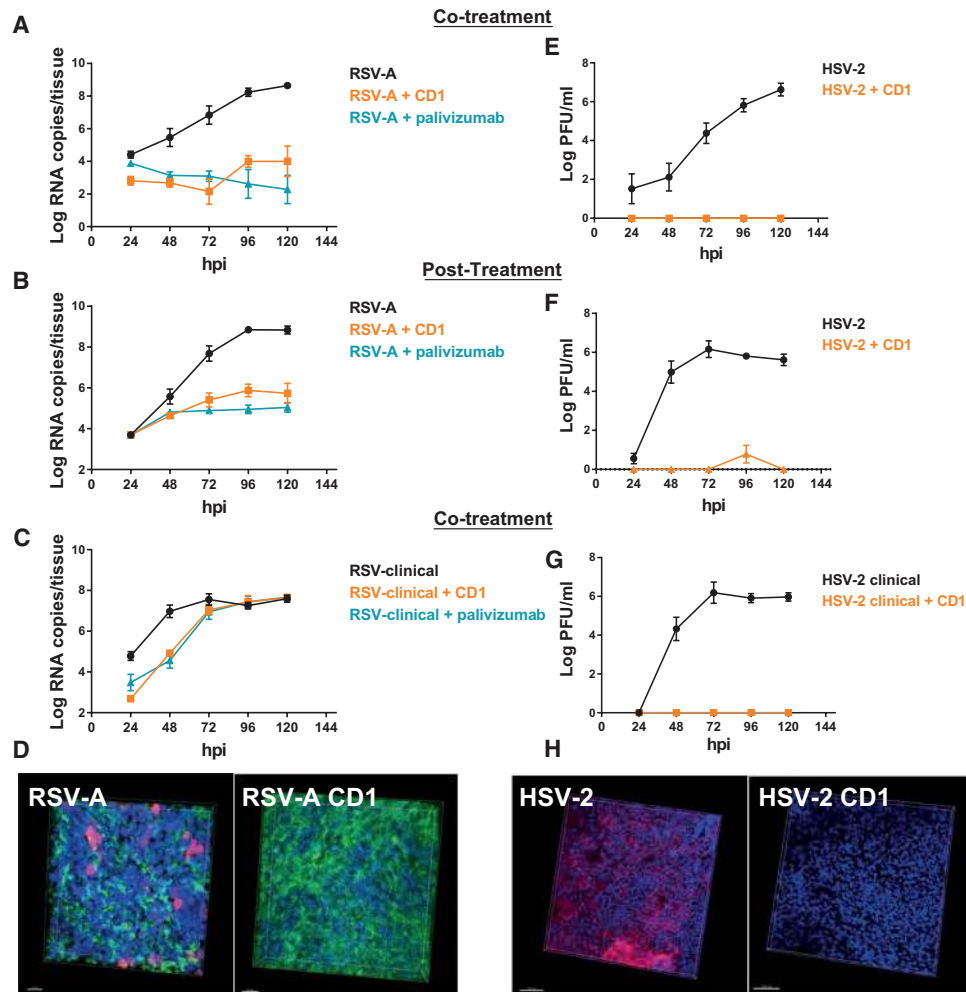 Co-treatment
A
Log RNA copies/tissue
8
6
4
2
0
0 24 48 72 96 120 144
hpi
RSV-A
RSV-A + CD1
RSV-A + palivizumab
E
Log PFU/ml
8
6
4
2
0
0 24 48 72 96 120 144
hpi
HSV-2
HSV-2 + CD1
Post-Treatment
B
Log RNA copies/tissue
10
8
6
4
2
0 24 48 72 96 120 144
hpi
RSV-A
RSV-A + CD1
RSV-A + palivizumab
F
Log PFU/ml
8
6
4
2
0
0 24 48 72 96 120 144
hpi
HSV-2
HSV-2 + CD1
Co-treatment
C
Log RNA copies/tissue
10
8
6
4
2
0 24 48 72 96 120 144
hpi
RSV-clinical
RSV-clinical + CD1
RSV-clinical + palivizumab
G
Log PFU/ml
8
6
4
2
0
0 24 48 72 96 120 144
hpi
HSV-2 clinical
HSV-2 clinical + CD1
D
RSV-A
RSV-A CD1
H
HSV-2
HSV-2 CD1